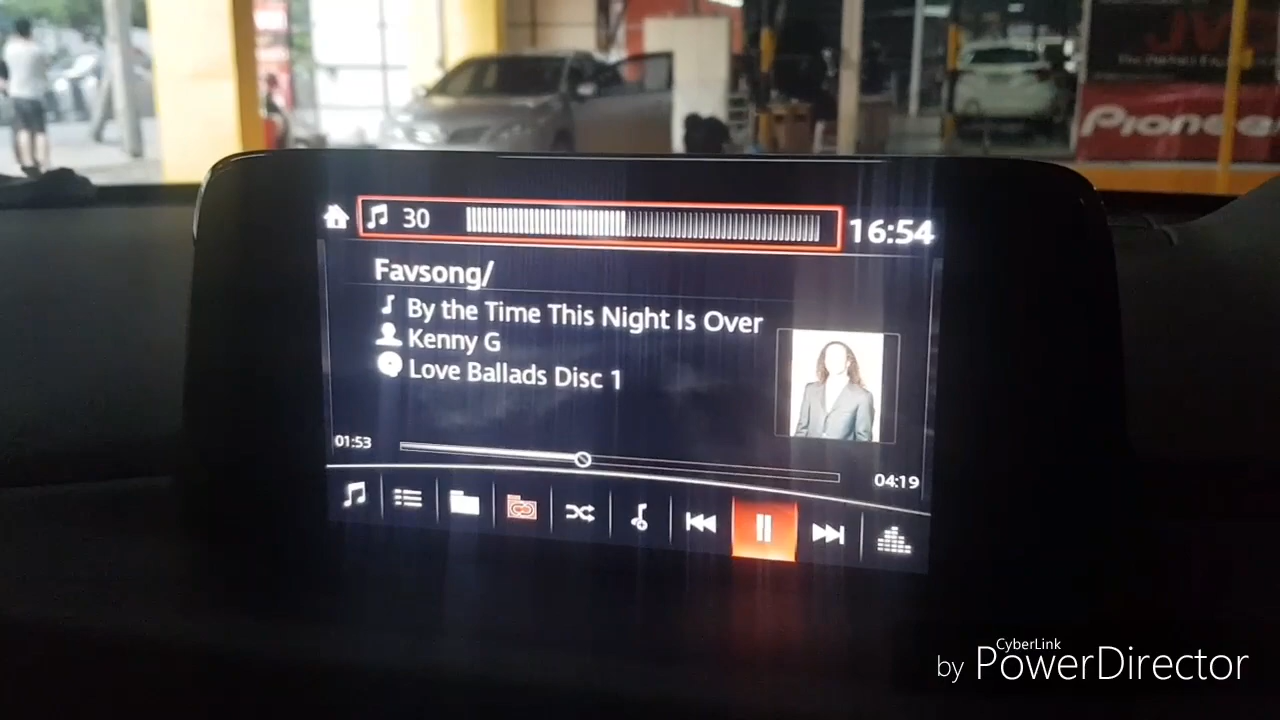 JVC
Pioneer
30
16:54
Favsong/
By the Time This Night Is Over
Kenny G
Love Ballads Disc 1
01:53
04:19
CyberLink
by PowerDirector